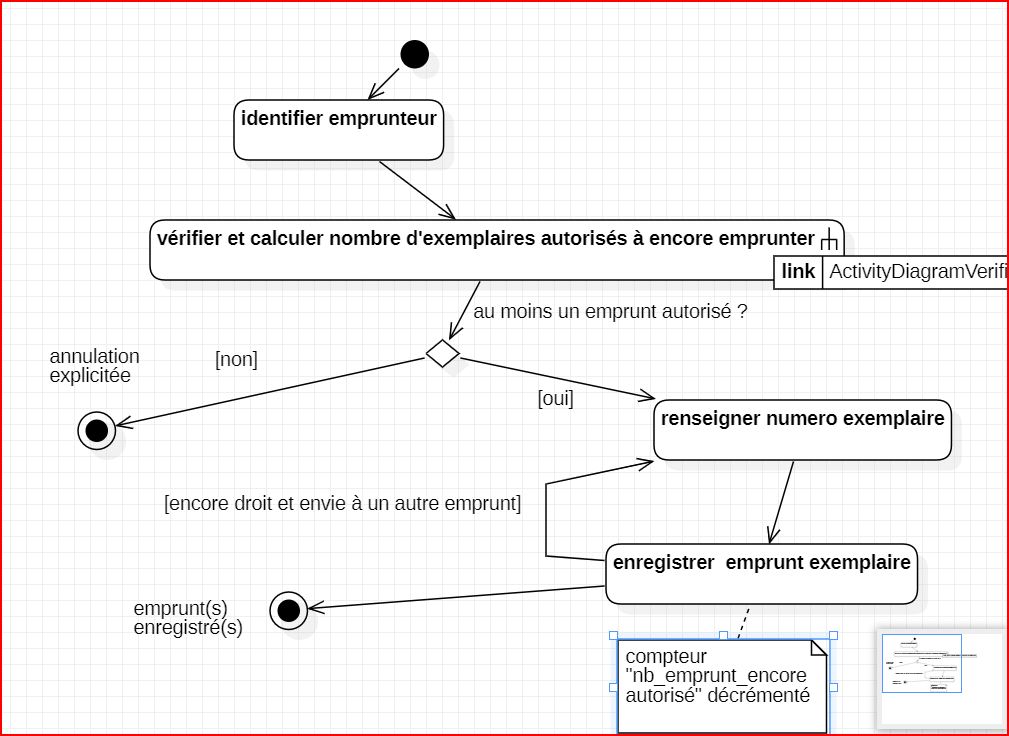 identifier emprunteur
vérifier et calculer nombre d'exemplaires autorisés à encore emprunter
link ActivityDiagramVerifi
au moins un emprunt autorisé ?
annulation
explicitée
[non]
[oui]
renseigner numero exemplaire
[encore droit et envie à un autre emprunt]
enregistrer  emprunt exemplaire
emprunt(s)
enregistré(s)
compteur
"nb_emprunt_encore
autorisé" décrémenté